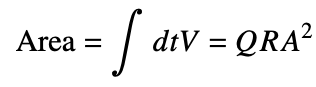 Area = ∫ dtV = QRA²